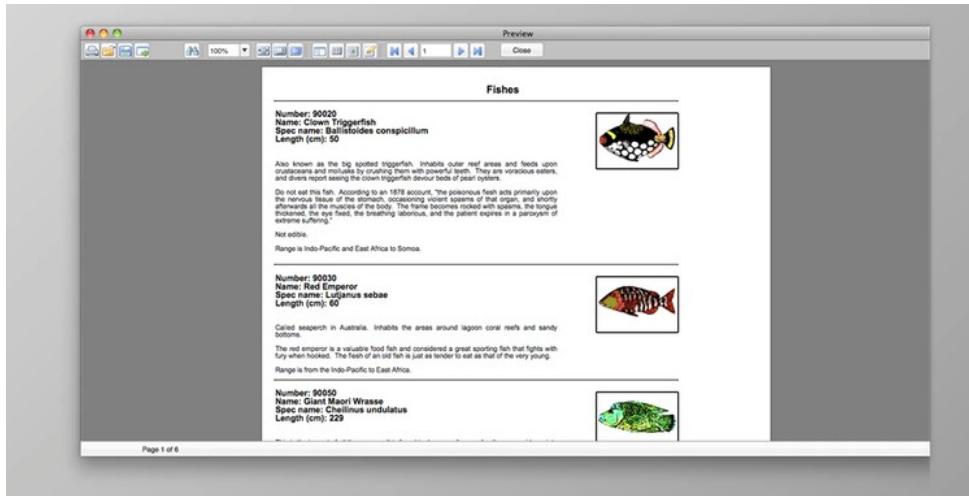 Preview
100%
1
Close
Fishes
Number: 90020
Name: Clown Triggerfish
Spec name: Ballistoides conspicillum
Length (cm): 50
Also known as the big spotted triggerfish. Inhabits outer reef areas and feeds upon
crustaceans and mollusks by crushing them with powerful teeth. They are voracious eaters,
and divers report seeing the clown triggerfish devour beds of pearl oysters.
Do not eat this fish. According to an 1878 account, "the poisonous flesh acts primarily upon
the nervous tissue of the stomach, occasioning violent spasms of that organ, and shortly
afterwards all the muscles of the body. The frame becomes rocked with spasms, the tongue
thickened, the eye fixed, the breathing laborious, and the patient expires in a paroxysm of
extreme suffering."
Not edible.
Range is Indo-Pacific and East Africa to Somoa.
Number: 90030
Name: Red Emperor
Spec name: Lutjanus sebae
Length (cm): 60
Called seaperch in Australia. Inhabits the areas around lagoon coral reefs and sandy
bottoms.
The red emperor is a valuable food fish and considered a great sporting fish that fights with
fury when hooked. The flesh of an old fish is just as tender to eat as that of the very young.
Range is from the Indo-Pacific to East Africa.
Number: 90050
Name: Giant Maori Wrasse
Spec name: Cheilinus undulatus
Length (cm): 229
Page 1 of 6